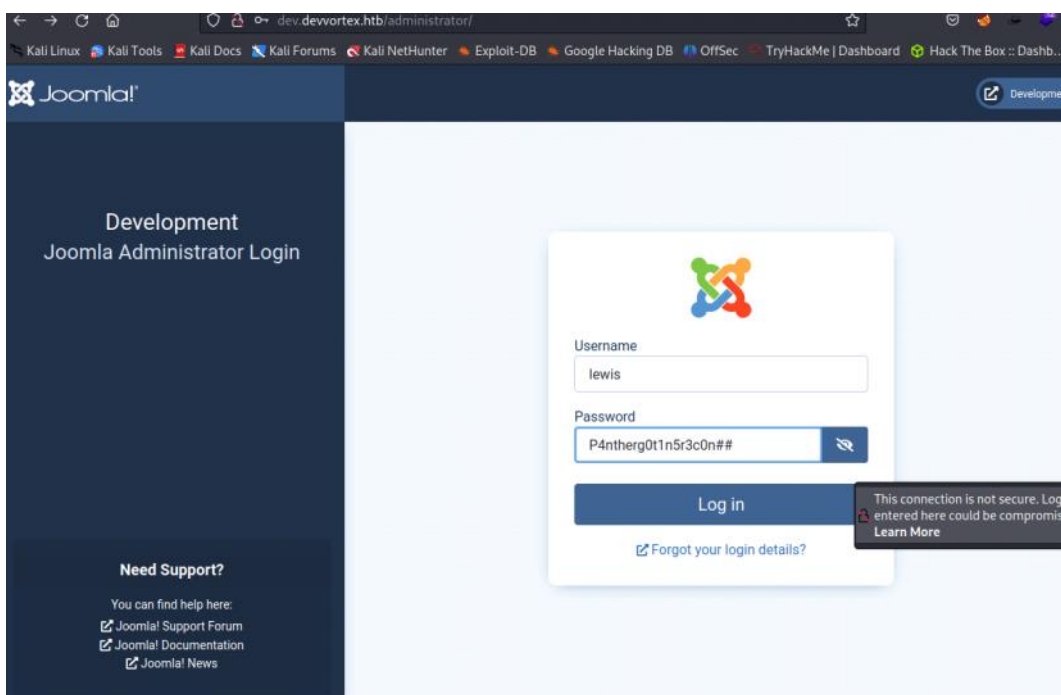 dev.devvortex.htb/administrator/
Kali Linux Kali Tools Kali Docs Kali Forums Kali NetHunter Exploit-DB Google Hacking DB OffSec TryHackMe | Dashboard Hack The Box :: Dashb...
Joomla!
Developme
Development
Joomla Administrator Login
Username
lewis
Password
P4ntherg0t1n5r3c0n##
Log in
This connection is not secure. Log
entered here could be compromis
Learn More
Forgot your login details?
Need Support?
You can find help here:
Joomla! Support Forum
Joomla! Documentation
Joomla! News